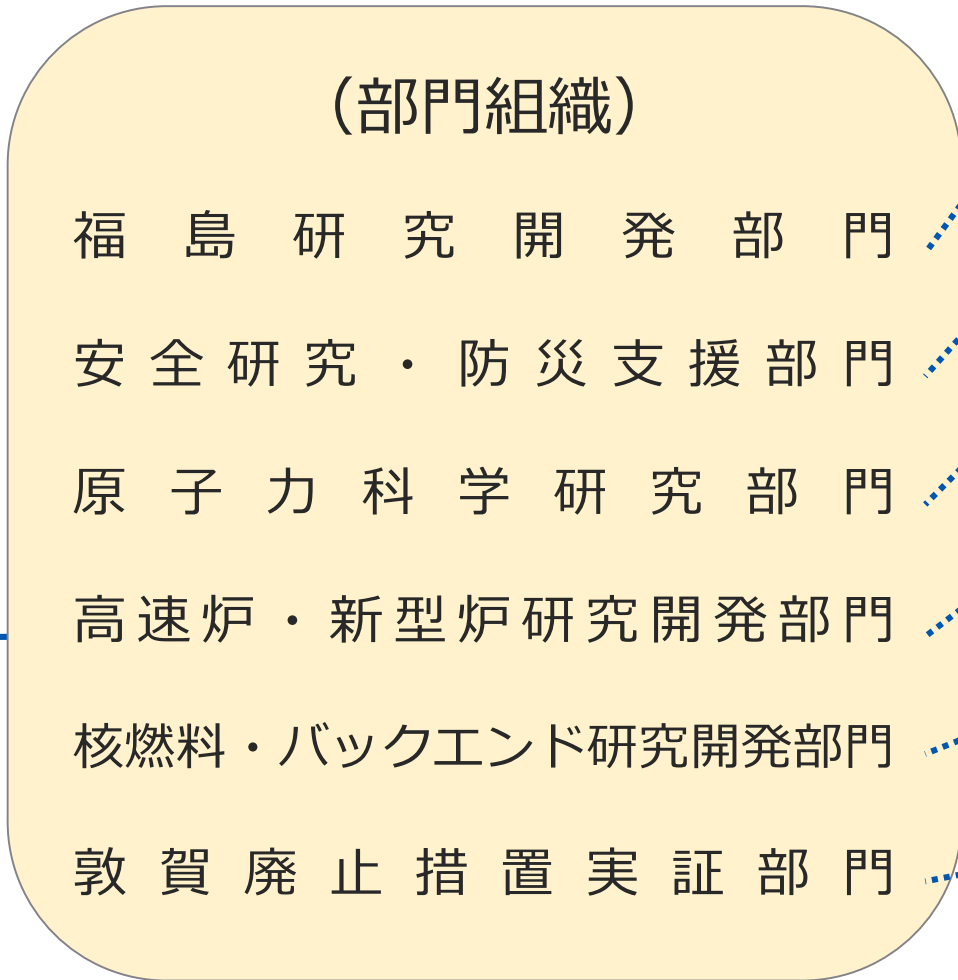 （部門組織）
福島研究開発部門
安全研究・防災支援部門
原子力科学研究部門
高速炉・新型炉研究開発部門
核燃料・バックエンド研究開発部門
敦賀廃止措置実証部門